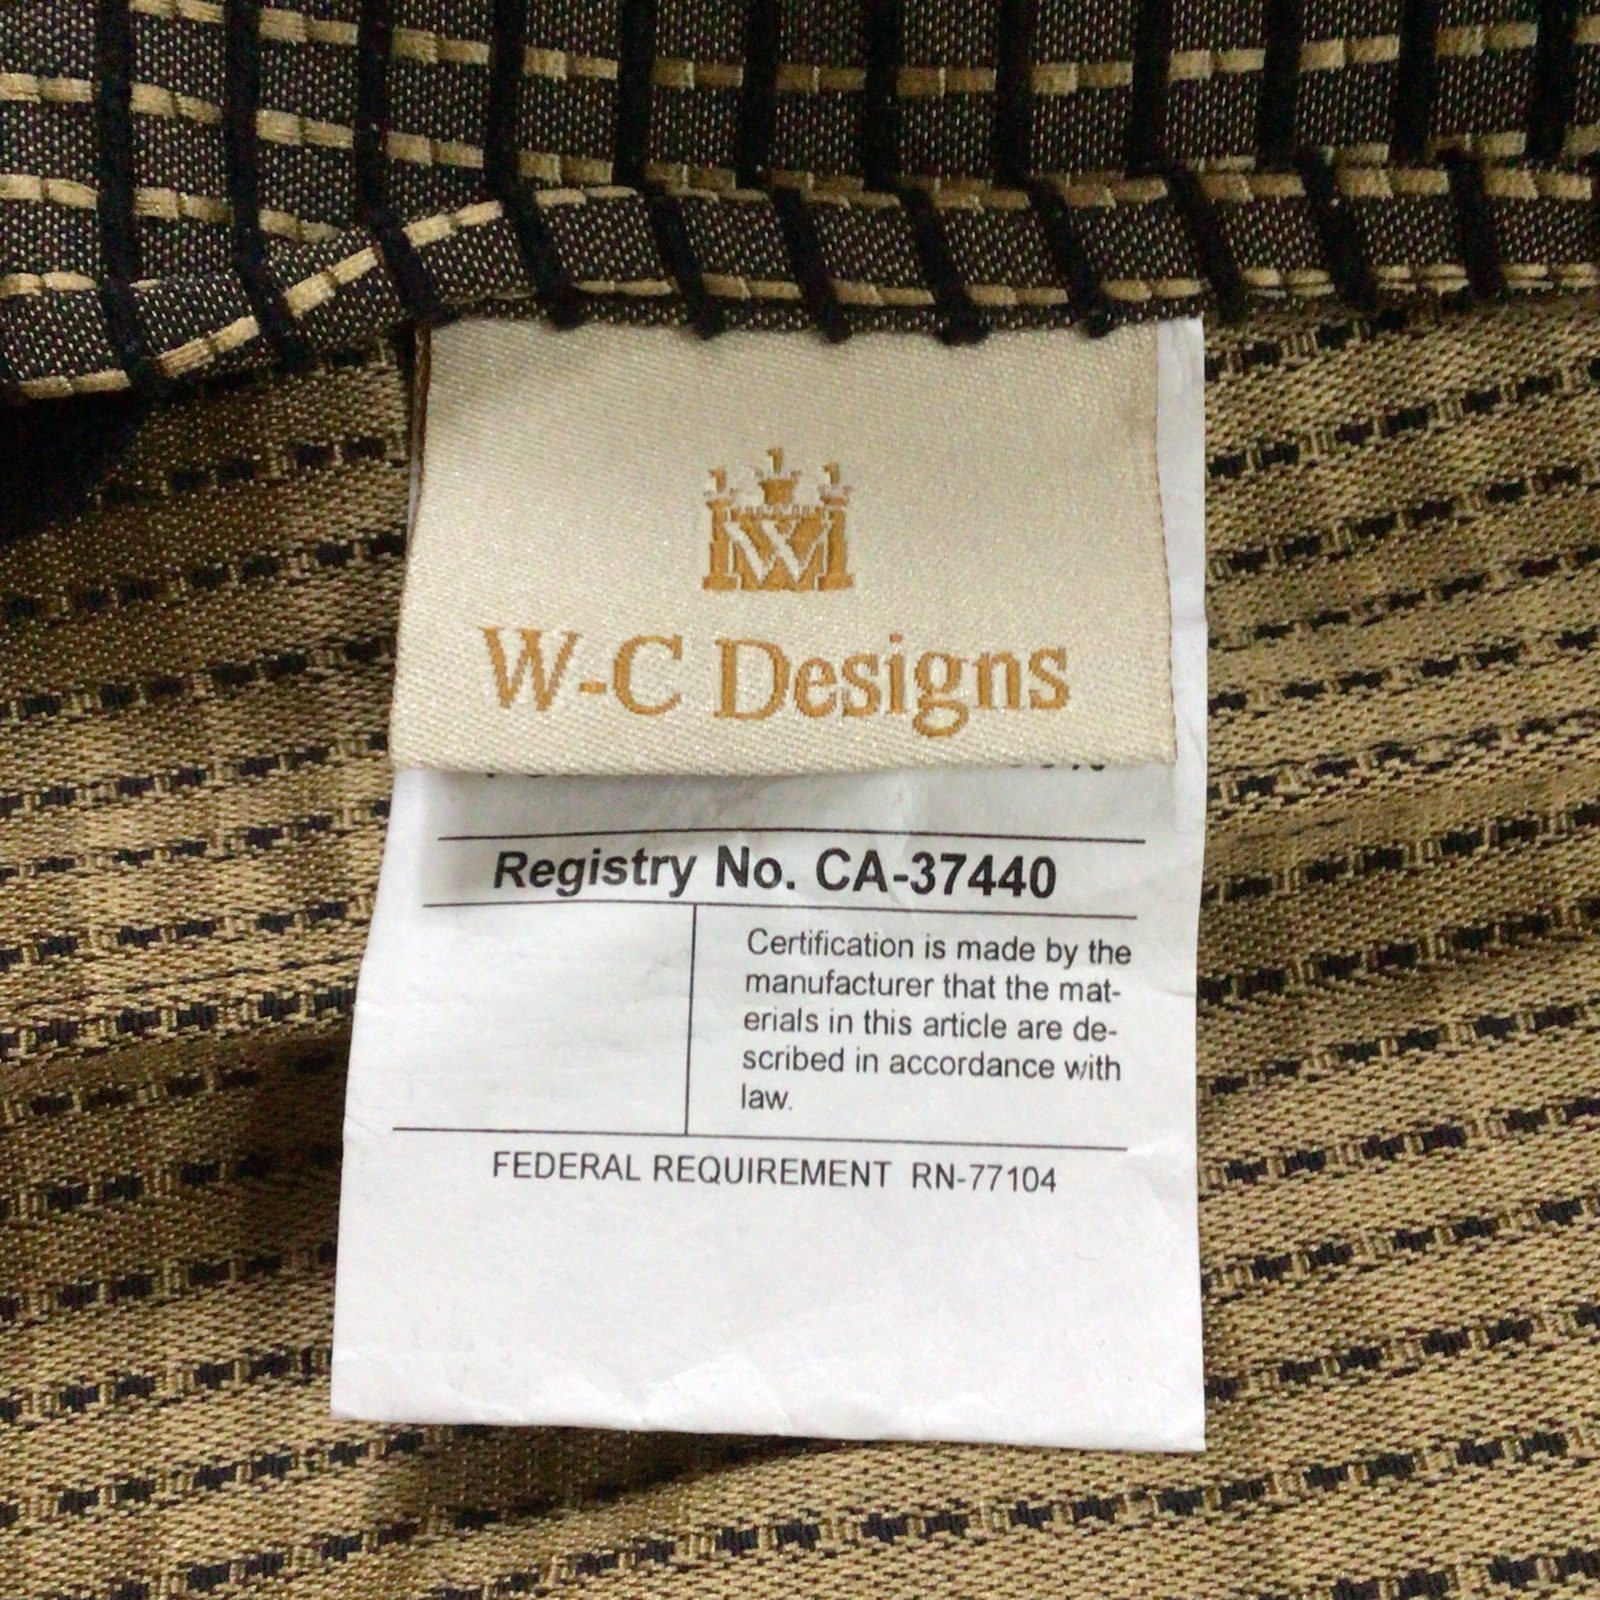 W
W-C Designs
Registry No. CA-37440
Certification is made by the
manufacturer that the mat-
erials in this article are de-
scribed in accordance with
law.
FEDERAL REQUIREMENT RN-77104